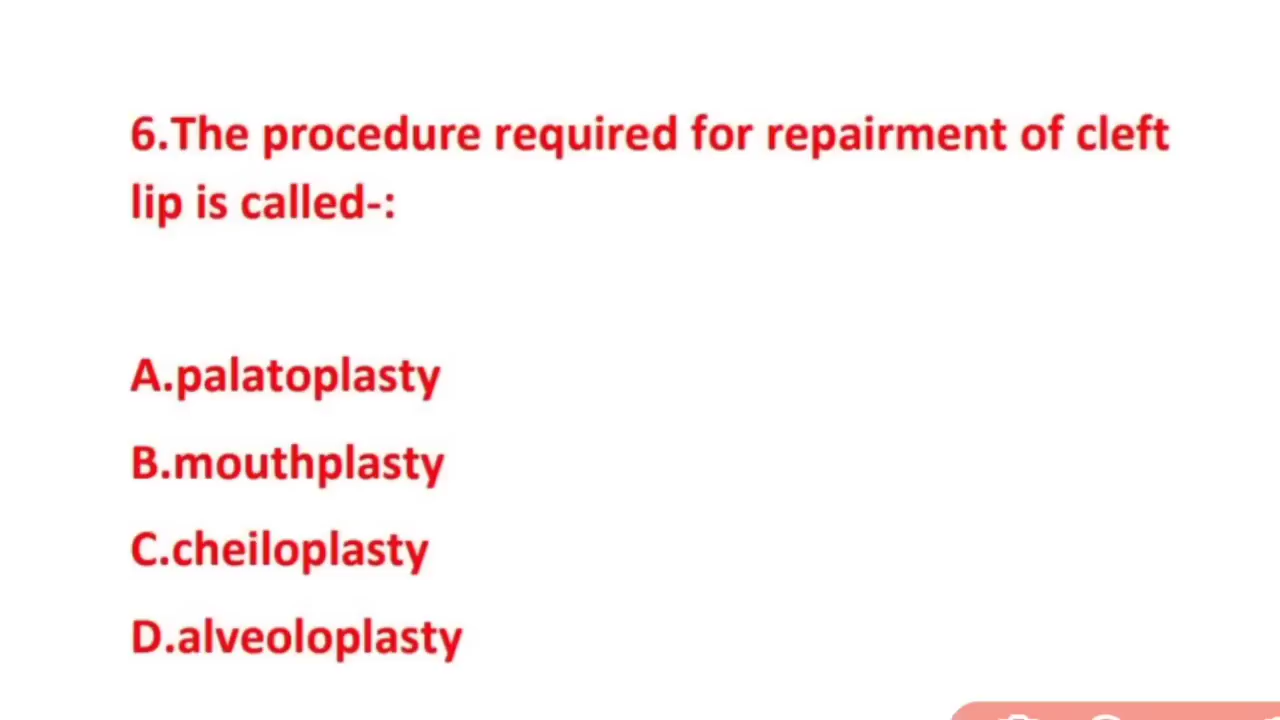 6.The procedure required for repairment of cleft
lip is called-:
A.palatoplasty
B.mouthplasty
C.cheiloplasty
D.alveoloplasty